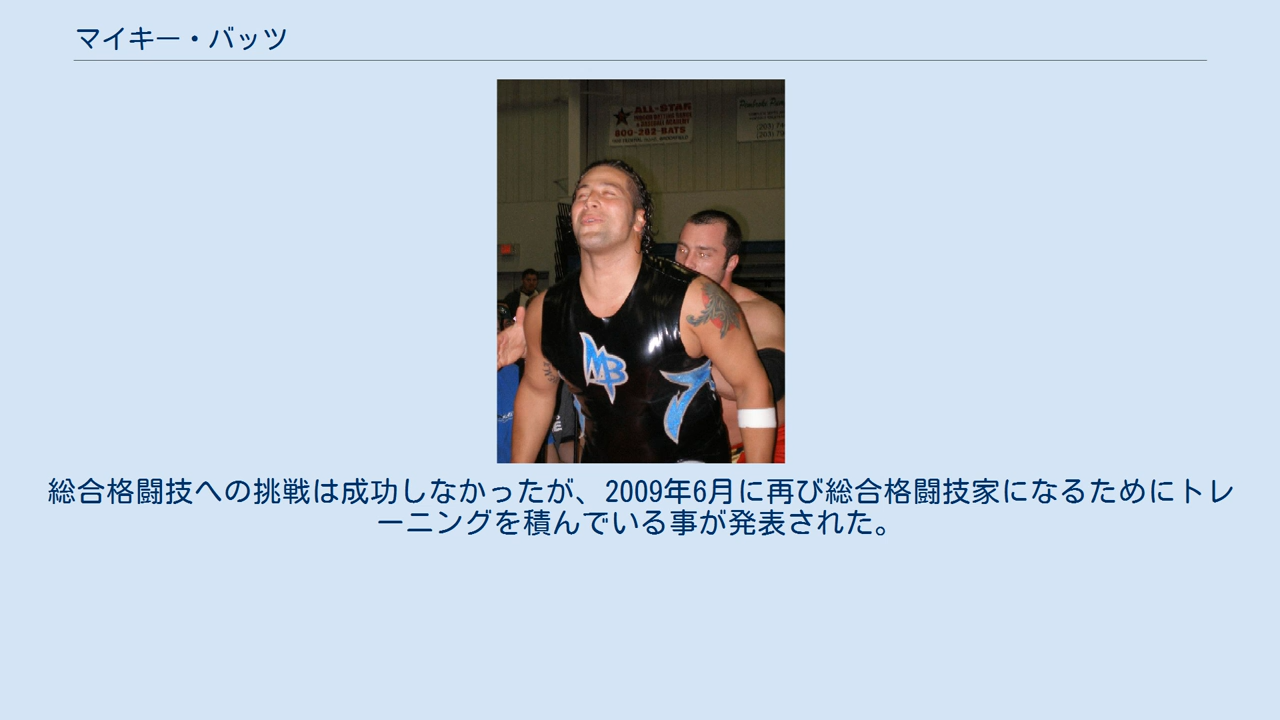 マイキー・バッツ
ALL-STAR
800-282-BATS
MB
総合格闘技への挑戦は成功しなかったが、2009年6月に再び総合格闘技家になるためにトレ
ーニングを積んでいる事が発表された。